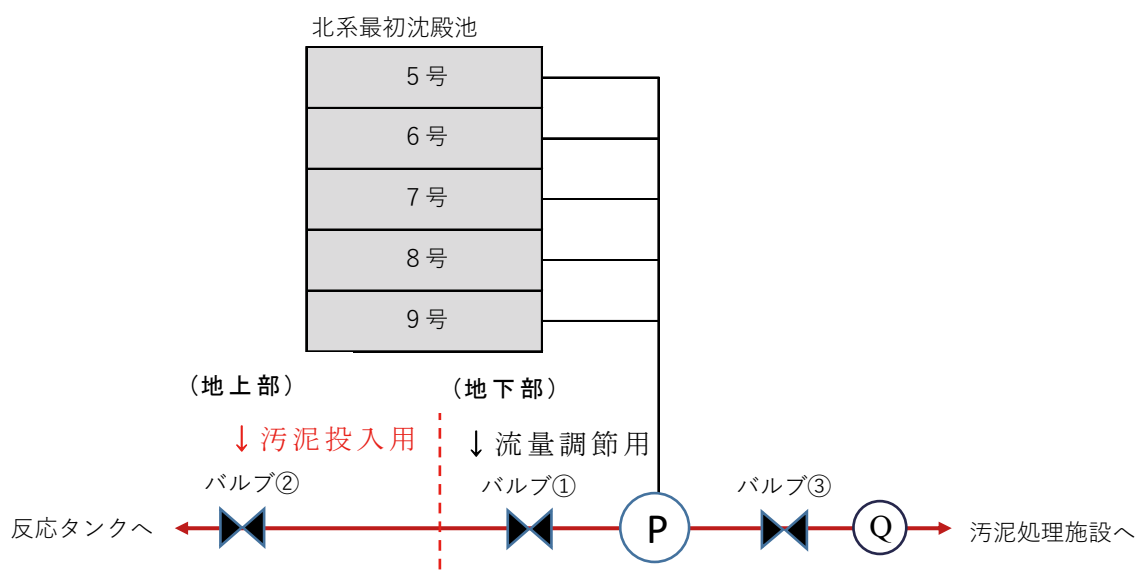 北系最初沈殿池
5号
6号
7号
8号
9号
（地上部）
（地下部）
↓汚泥投入用
↓流量調節用
バルブ②
バルブ①
バルブ③
反応タンクへ
P
Q
汚泥処理施設へ